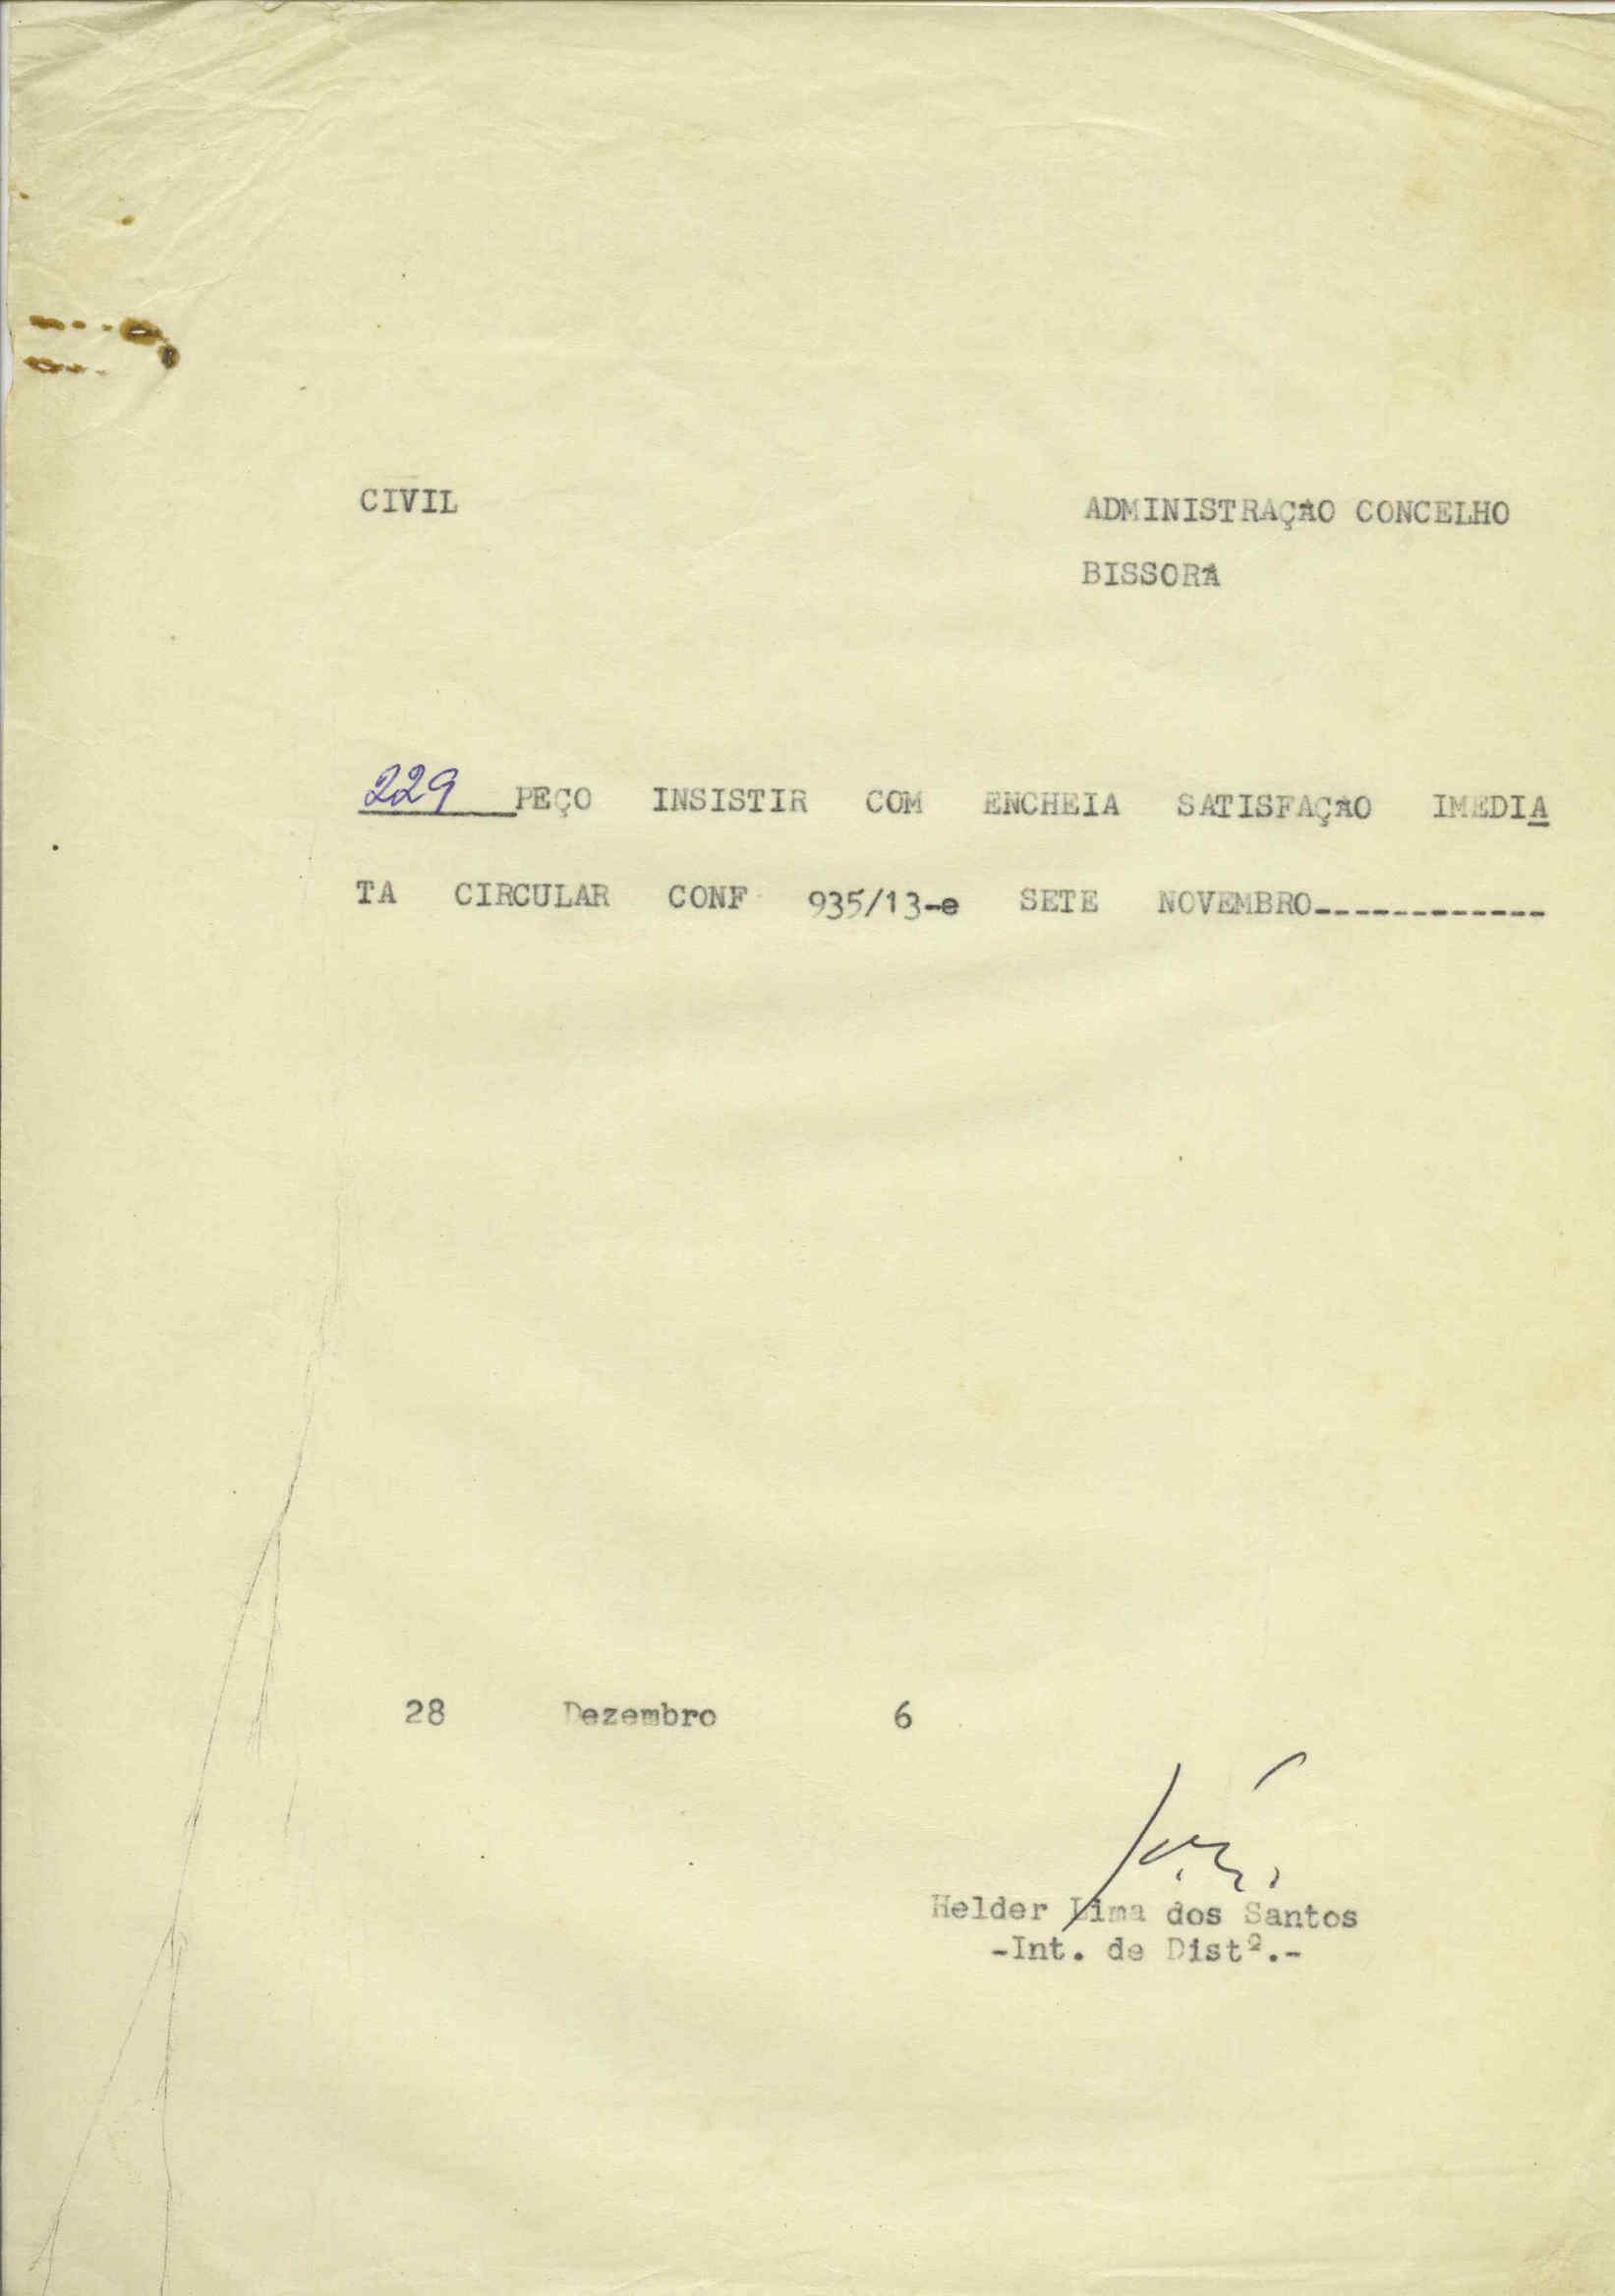 CIVIL
ADMINISTRAÇÃO CONCELHO
BISSORÃ
229 PEÇO INSISTIR COM ENCHEIA SATISFAÇÃO IMEDIA
TA CIRCULAR CONF 935/13-e SETE NOVEMBRO------------
28 Dezembro 6
Helder Lima dos Santos
-Int. de Distº.-